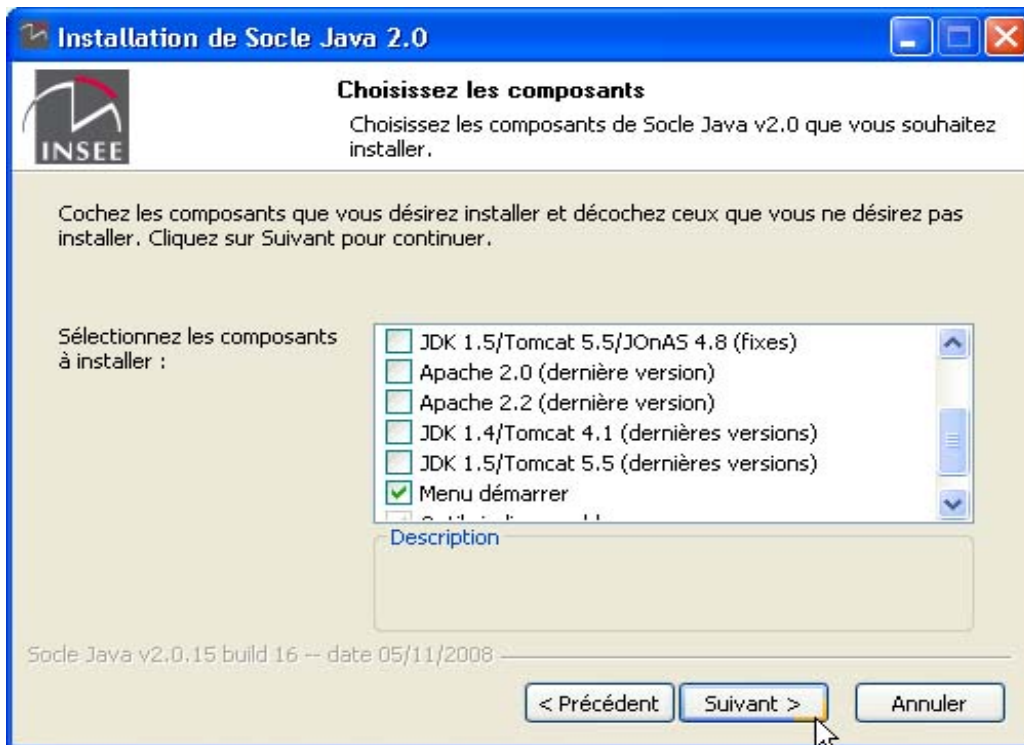 Installation de Socle Java 2.0
INSEE
Choisissez les composants
Choisissez les composants de Socle Java v2.0 que vous souhaitez
installer.
Cochez les composants que vous désirez installer et décochez ceux que vous ne désirez pas
installer. Cliquez sur Suivant pour continuer.
Sélectionnez les composants
à installer :
JDK 1.5/Tomcat 5.5/JOnAS 4.8 (fixes)
Apache 2.0 (dernière version)
Apache 2.2 (dernière version)
JDK 1.4/Tomcat 4.1 (dernières versions)
JDK 1.5/Tomcat 5.5 (dernières versions)
Menu démarrer
Description
Socle Java v2.0.15 build 16 -- date 05/11/2008
< Précédent
Suivant >
Annuler